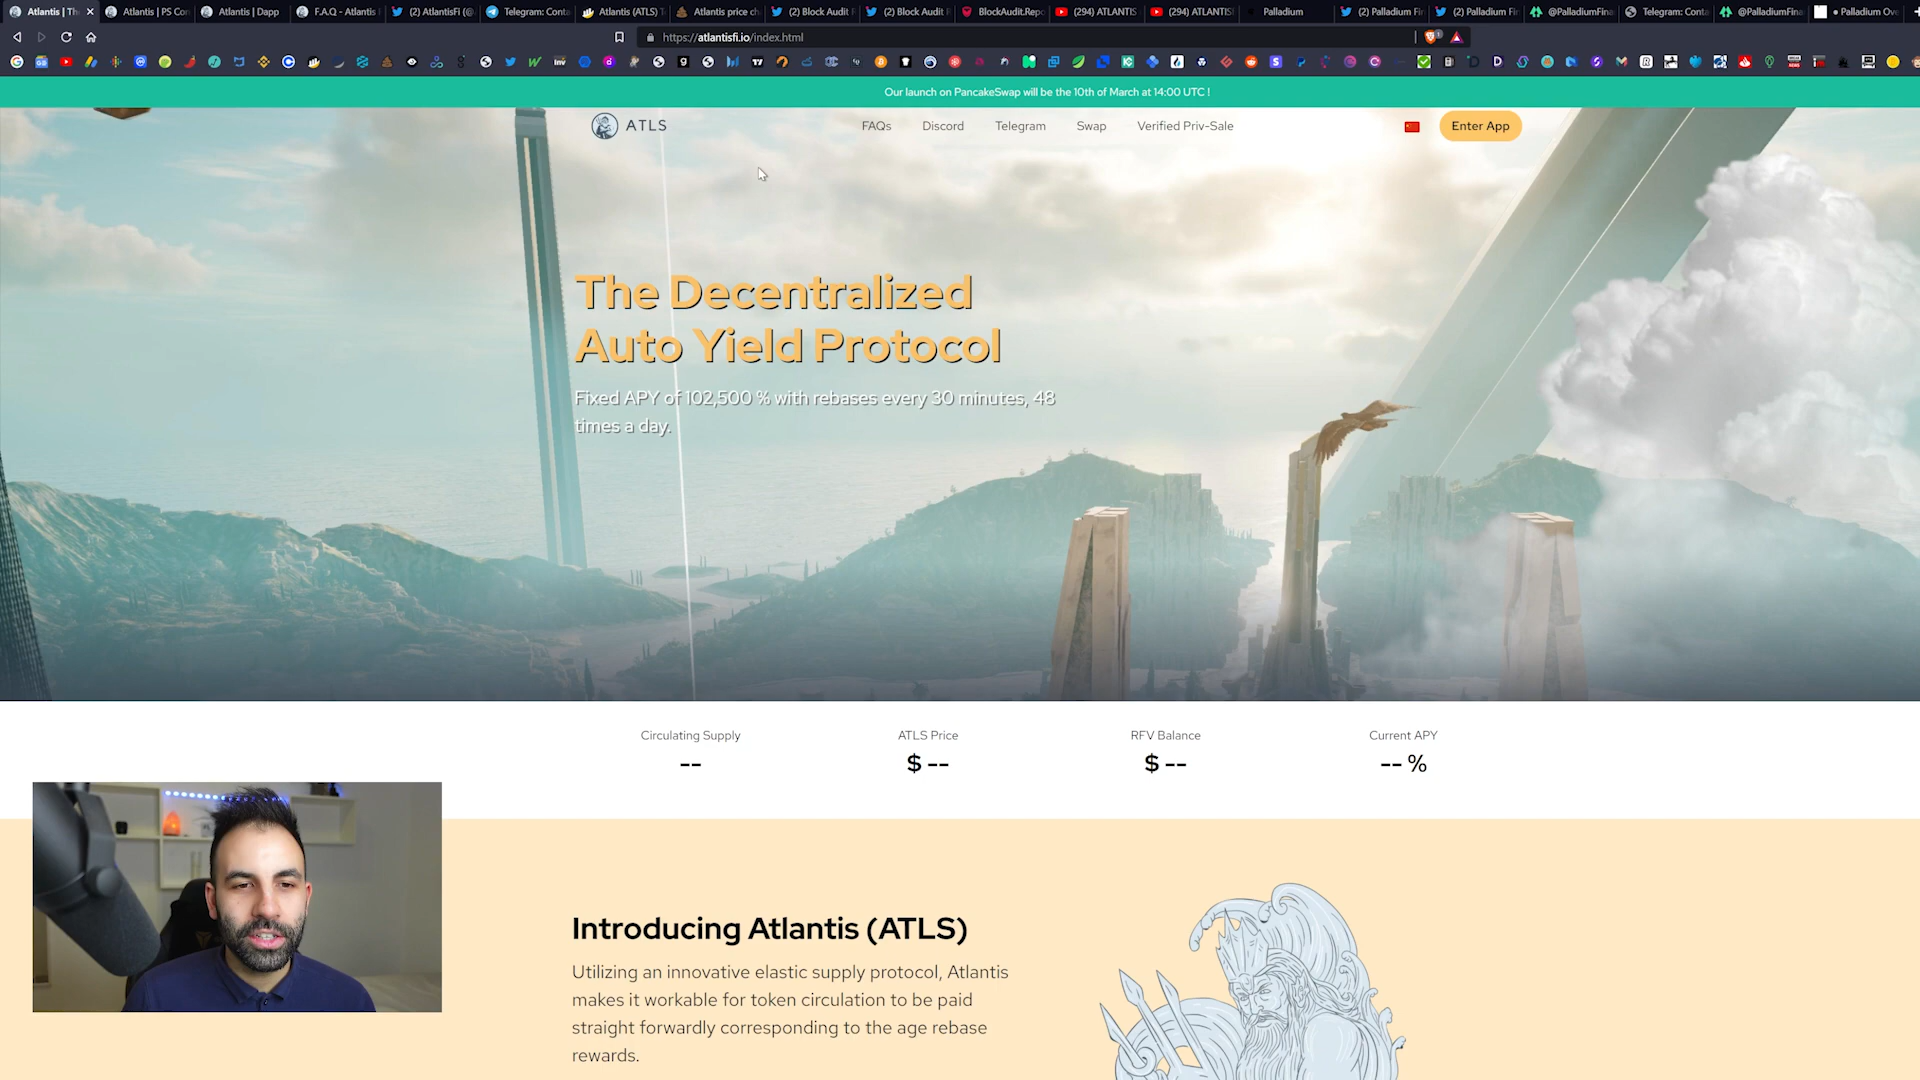 Atlantis | Th
Atlantis | PS Con
Atlantis | Dapp
F.A.Q - Atlantis
(2) AtlantisFi (@
Telegram: Conta
Atlantis (ATLS) T
Atlantis price ch
(2) Block Audit
(2) Block Audit
BlockAudit.Repo
(294) ATLANTIS
(294) ATLANTIS
Palladium
(2) Palladium Fi
(2) Palladium Fi
@PalladiumFina
Telegram: Conta
@PalladiumFina
Palladium Ov
https://atlantisfi.io/index.html
Our launch on PancakeSwap will be the 10th of March at 14:00 UTC !
ATLS
FAQs
Discord
Telegram
Swap
Verified Priv-Sale
Enter App
The Decentralized
Auto Yield Protocol
Fixed APY of 102,500 % with rebases every 30 minutes, 48
times a day.
Circulating Supply
ATLS Price
RFV Balance
Current APY
--
$ --
$ --
-- %
Introducing Atlantis (ATLS)
Utilizing an innovative elastic supply protocol, Atlantis
makes it workable for token circulation to be paid
straight forwardly corresponding to the age rebase
rewards.